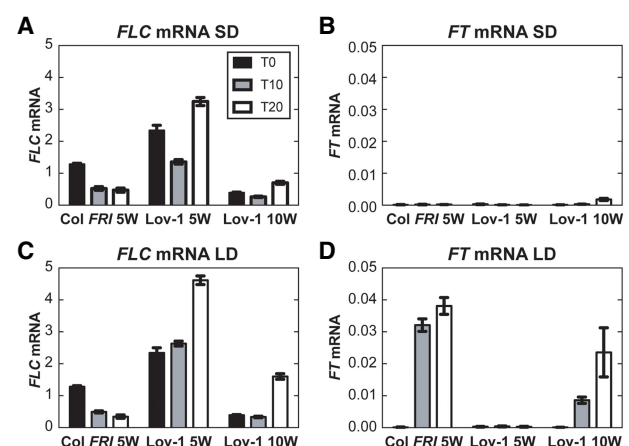 A
FLC mRNA SD
FLC mRNA
5
4
3
2
1
0
T0
T10
T20
Col FRI 5W Lov-1 5W Lov-1 10W
B
FT mRNA SD
FT mRNA
0.05
0.04
0.03
0.02
0.01
0.00
Col FRI 5W Lov-1 5W Lov-1 10W
C
FLC mRNA LD
FLC mRNA
5
4
3
2
1
0
Col FRI 5W Lov-1 5W Lov-1 10W
D
FT mRNA LD
FT mRNA
0.05
0.04
0.03
0.02
0.01
0.00
Col FRI 5W Lov-1 5W Lov-1 10W